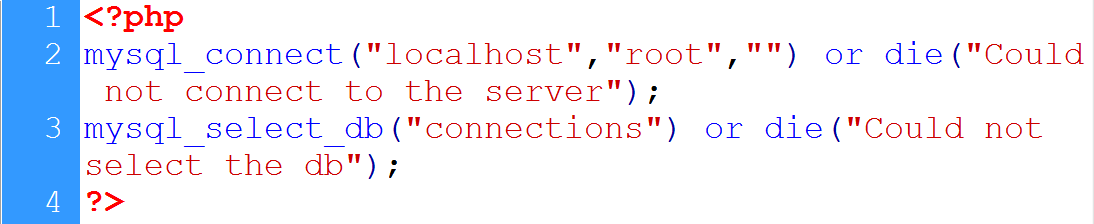 1 <?php
2 mysql_connect("localhost","root","") or die("Could
not connect to the server");
3 mysql_select_db("connections") or die("Could not
select the db");
4 ?>